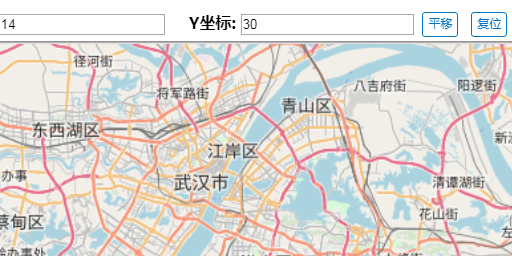 14 Y坐标: 30 平移 复位
径河街
八吉府街 阳逻街
将军路街
青山区
东西湖区
江岸区
办事
武汉市
清谭湖街
花山街
蔡甸区